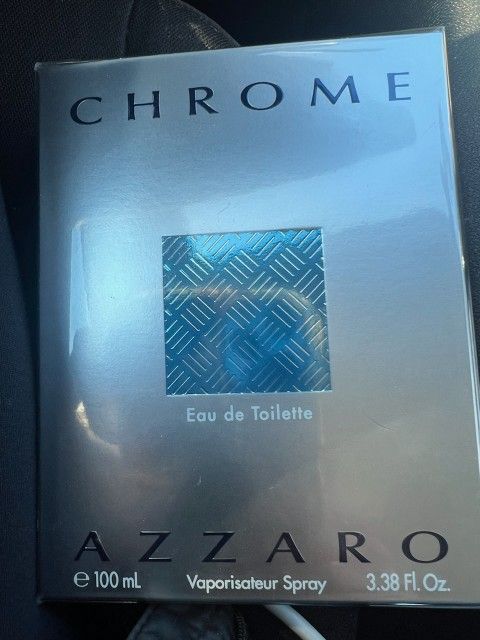 CHROME
Eau de Toilette
AZZARO
℮ 100 mL Vaporisateur Spray 3.38 Fl. Oz.